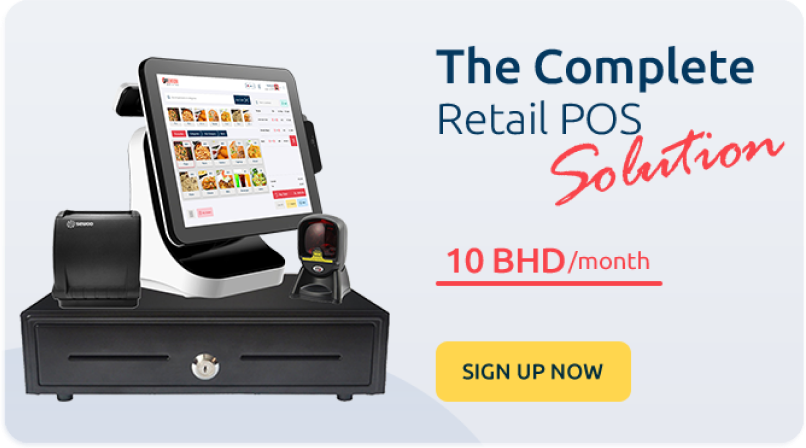 The Complete
Retail POS
Solution
10 BHD/month
SIGN UP NOW